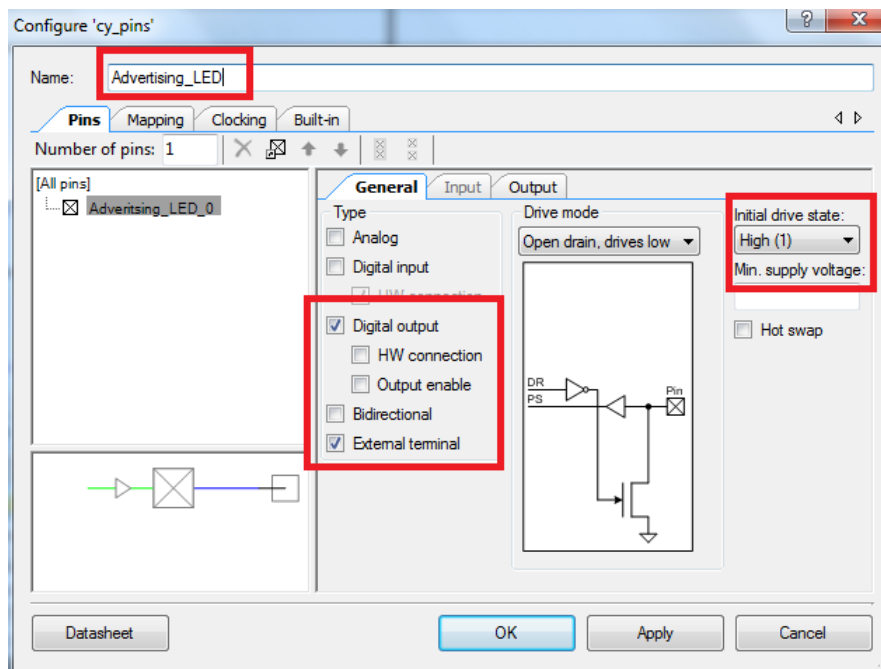 Configure 'cy_pins'
Name: Advertising_LED
Pins Mapping Clocking Built-in
Number of pins: 1
[All pins]
Adveritsing_LED_0
General Input Output
Type
Analog
Digital input
HW connection
Digital output
HW connection
Output enable
Bidirectional
External terminal
Drive mode
Open drain, drives low
DR
PS
Pin
Initial drive state:
High (1)
Min. supply voltage:
Hot swap
Datasheet OK Apply Cancel